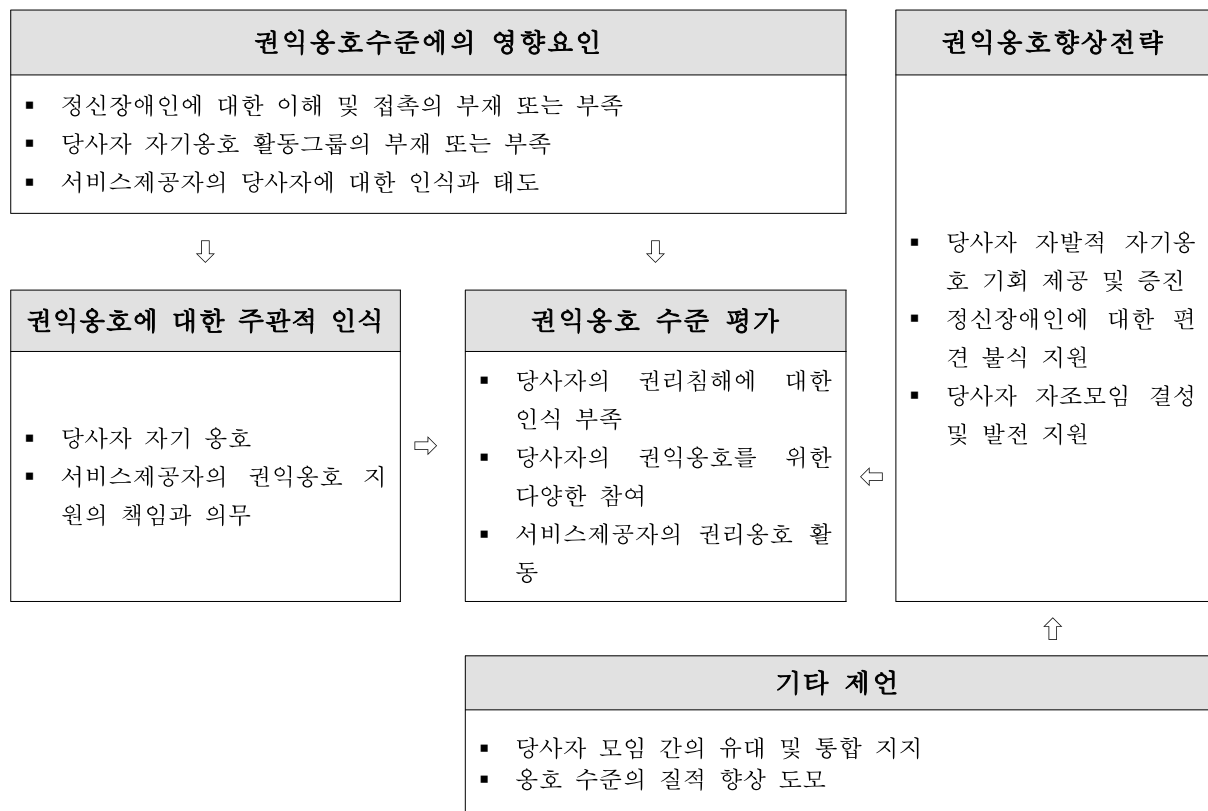 권익옹호수준에의 영향요인
▪ 정신장애인에 대한 이해 및 접촉의 부재 또는 부족
▪ 당사자 자기옹호 활동그룹의 부재 또는 부족
▪ 서비스제공자의 당사자에 대한 인식과 태도
⇩
⇩
권익옹호에 대한 주관적 인식
▪ 당사자 자기 옹호
▪ 서비스제공자의 권익옹호 지
원의 책임과 의무
⇨
권익옹호 수준 평가
▪ 당사자의 권리침해에 대한
인식 부족
▪ 당사자의 권익옹호를 위한
다양한 참여
▪ 서비스제공자의 권리옹호 활
동
⇦
권익옹호향상전략
▪ 당사자 자발적 자기옹
호 기회 제공 및 증진
▪ 정신장애인에 대한 편
견 불식 지원
▪ 당사자 자조모임 결성
및 발전 지원
⇧
기타 제언
▪ 당사자 모임 간의 유대 및 통합 지지
▪ 옹호 수준의 질적 향상 도모